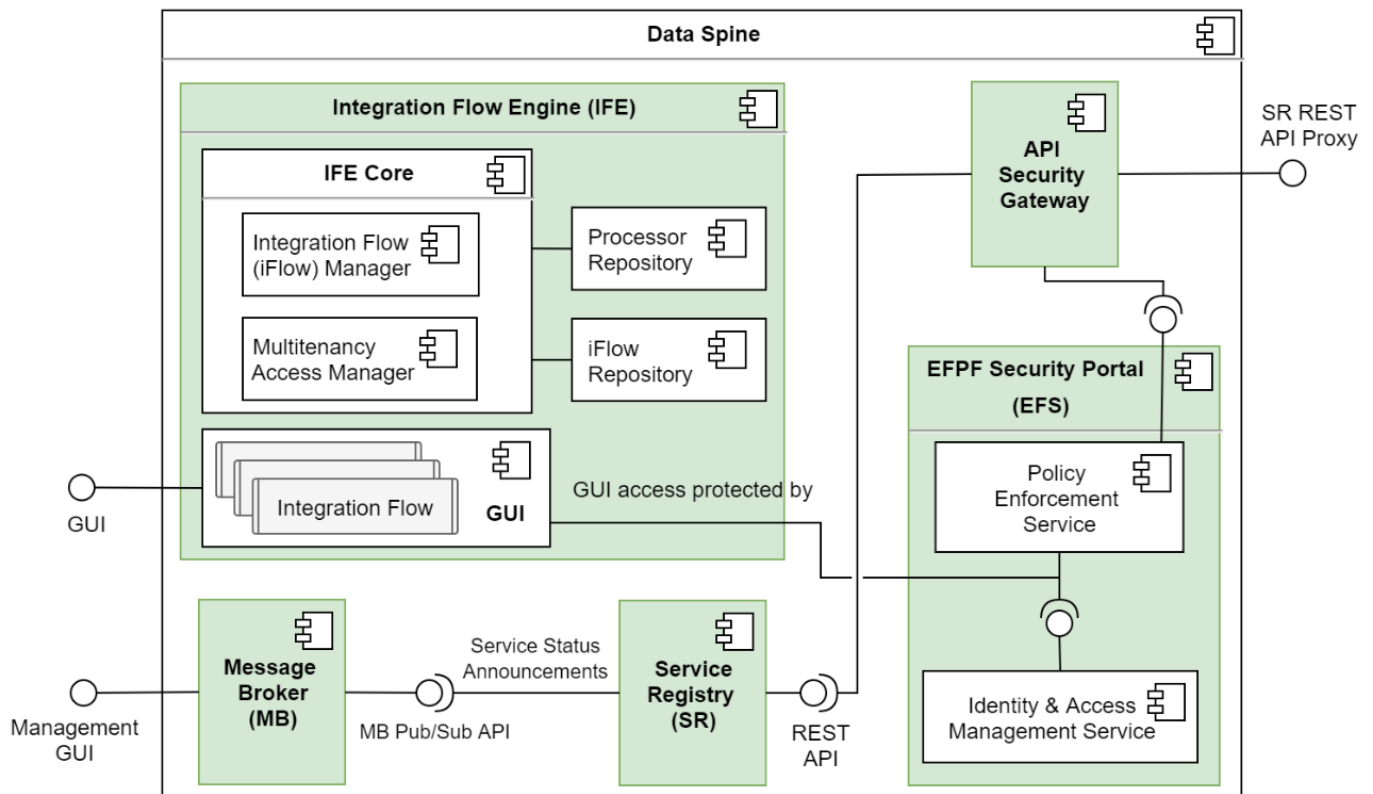 Data Spine
Integration Flow Engine (IFE)
IFE Core
Integration Flow
(iFlow) Manager
Multitenancy
Access Manager
Processor
Repository
iFlow
Repository
Integration Flow
GUI
GUI
GUI access protected by
API
Security
Gateway
SR REST
API Proxy
EFPF Security Portal
(EFS)
Policy
Enforcement
Service
Identity & Access
Management Service
Message
Broker
(MB)
Management
GUI
Service Status
Announcements
MB Pub/Sub API
Service
Registry
(SR)
REST
API